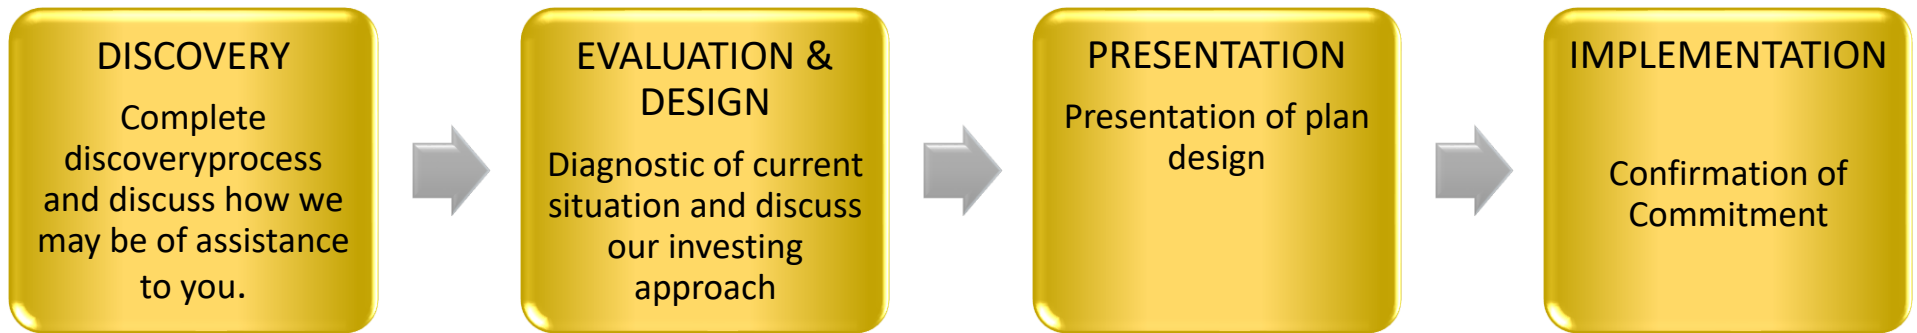 DISCOVERY
Complete
discoveryprocess
and discuss how we
may be of assistance
to you.
EVALUATION &
DESIGN
Diagnostic of current
situation and discuss
our investing
approach
PRESENTATION
Presentation of plan
design
IMPLEMENTATION
Confirmation of
Commitment